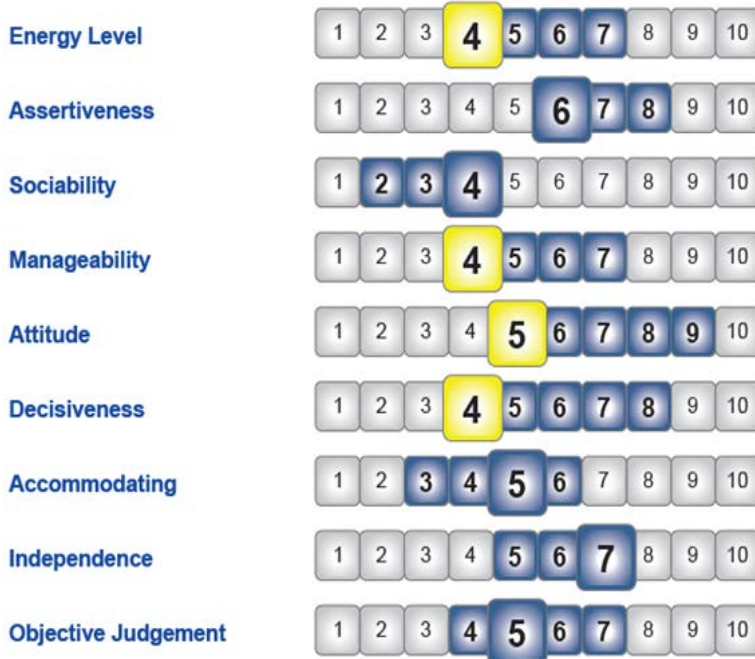 Energy Level 1 2 3 4 5 6 7 8 9 10
Assertiveness 1 2 3 4 5 6 7 8 9 10
Sociability 1 2 3 4 5 6 7 8 9 10
Manageability 1 2 3 4 5 6 7 8 9 10
Attitude 1 2 3 4 5 6 7 8 9 10
Decisiveness 1 2 3 4 5 6 7 8 9 10
Accommodating 1 2 3 4 5 6 7 8 9 10
Independence 1 2 3 4 5 6 7 8 9 10
Objective Judgement 1 2 3 4 5 6 7 8 9 10